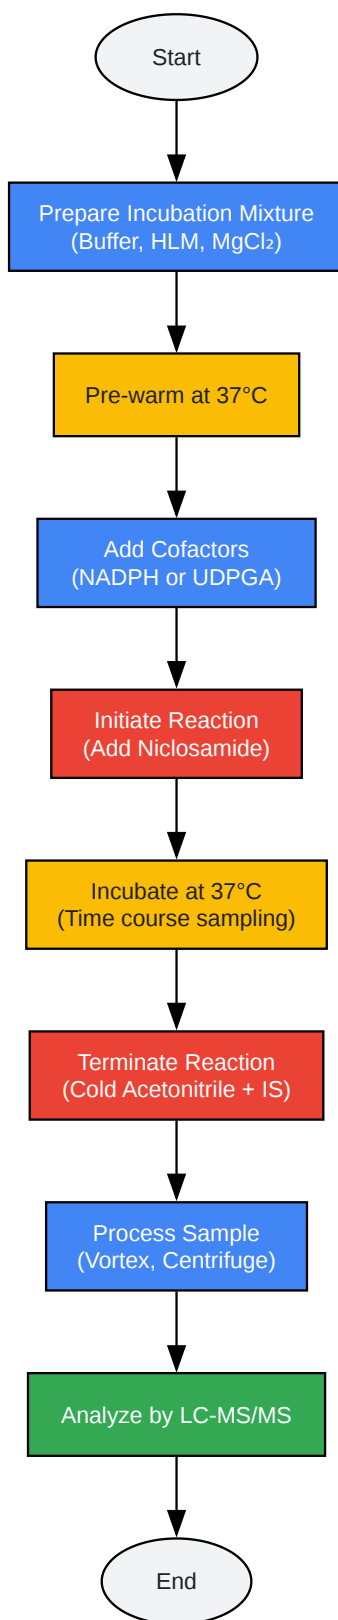 Start
Prepare Incubation Mixture
(Buffer, HLM, MgCl₂)
Pre-warm at 37°C
Add Cofactors
(NADPH or UDPGA)
Initiate Reaction
(Add Niclosamide)
Incubate at 37°C
(Time course sampling)
Terminate Reaction
(Cold Acetonitrile + IS)
Process Sample
(Vortex, Centrifuge)
Analyze by LC-MS/MS
End